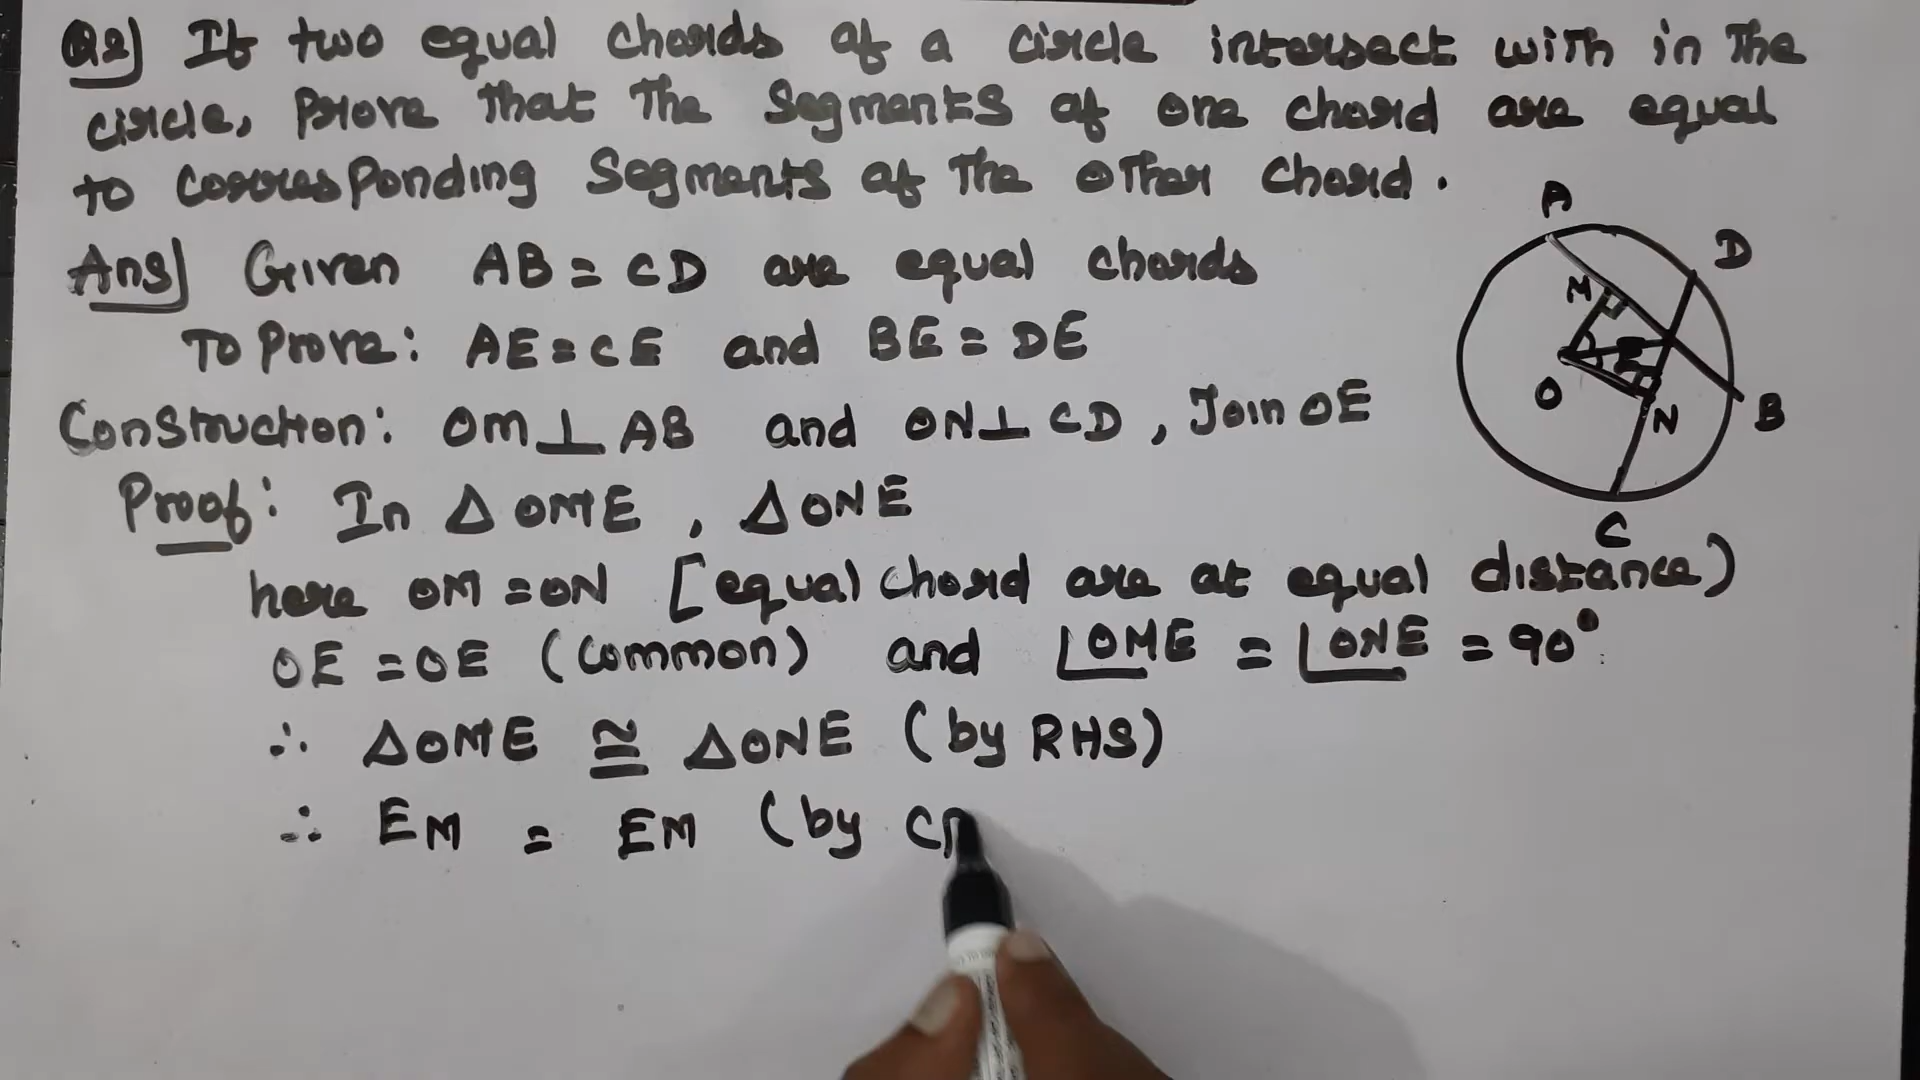 Q2) If two equal chords of a circle intersect with in the
circle, Prove that the segments of one chord are equal
to corresponding segments of the other chord.
Ans) Given AB = CD are equal chords
To Prove: AE = CE and BE = DE
Construction: OM ⊥ AB and ON ⊥ CD, Join OE
Proof: In Δ OME, Δ ONE
here OM = ON [equal chord are at equal distance)
OE = OE (common) and ∠OME = ∠ONE = 90°
∴ ΔOME ≅ ΔONE (by RHS)
∴ EM = EM (by CP
A
D
M
E
O
N
B
C